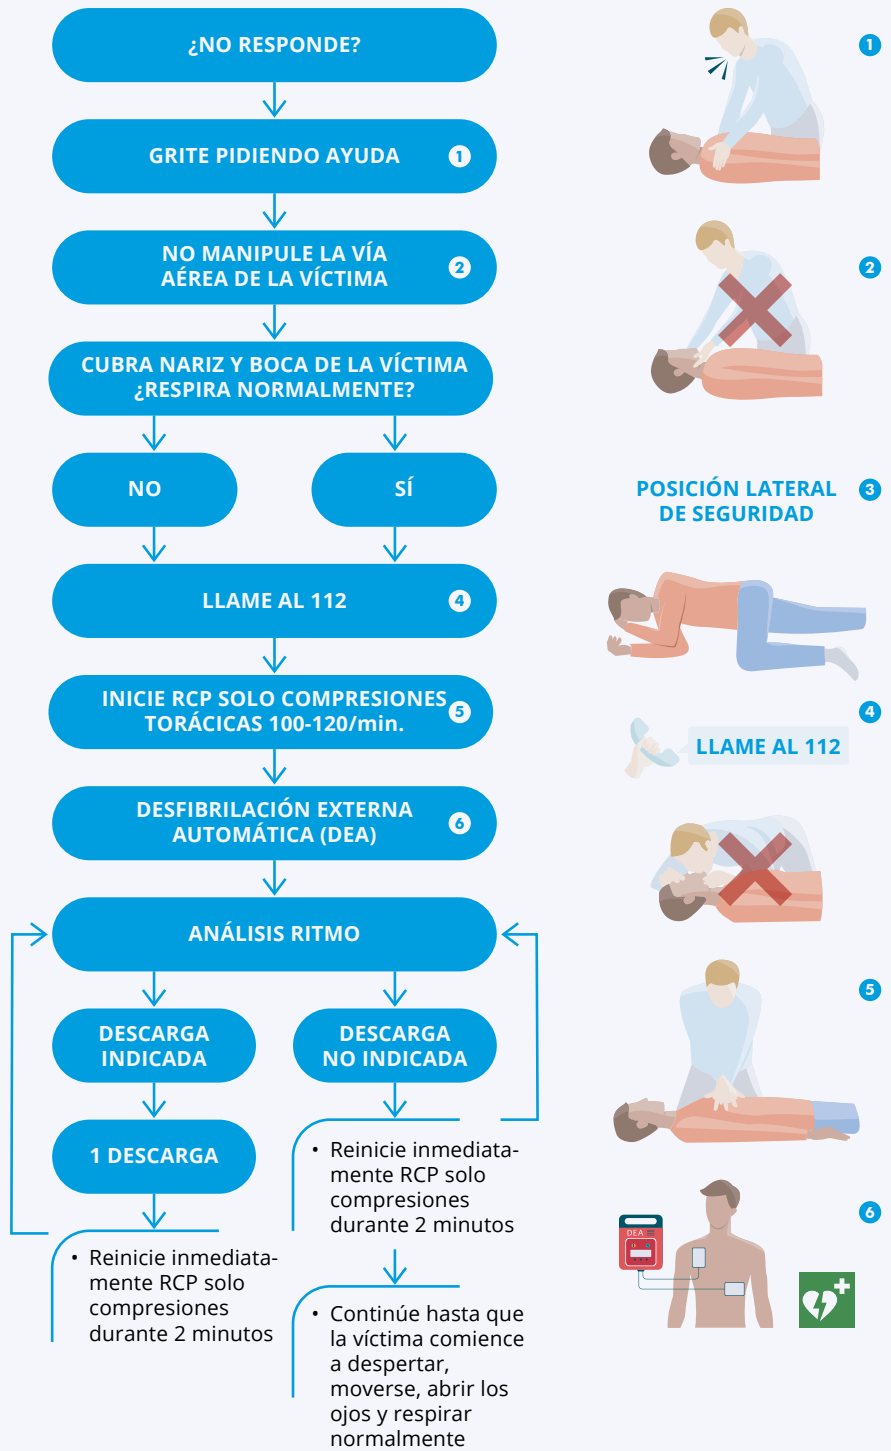 ¿NO RESPONDE?
1
GRITE PIDIENDO AYUDA 1
NO MANIPULE LA VÍA
AÉREA DE LA VÍCTIMA
2
2
CUBRA NARIZ Y BOCA DE LA VÍCTIMA
¿RESPIRA NORMALMENTE?
NO
SÍ
POSICIÓN LATERAL
DE SEGURIDAD
3
LLAME AL 112 4
INICIE RCP SOLO COMPRESIONES
TORÁCICAS 100-120/min.
5
4
LLAME AL 112
DESFIBRILACIÓN EXTERNA
AUTOMÁTICA (DEA)
6
ANÁLISIS RITMO
5
DESCARGA
INDICADA
DESCARGA
NO INDICADA
1 DESCARGA
• Reinicie inmediata-
mente RCP solo
compresiones
durante 2 minutos
6
DEA
• Reinicie inmediata-
mente RCP solo
compresiones
durante 2 minutos
• Continúe hasta que
la víctima comience
a despertar,
moverse, abrir los
ojos y respirar
normalmente